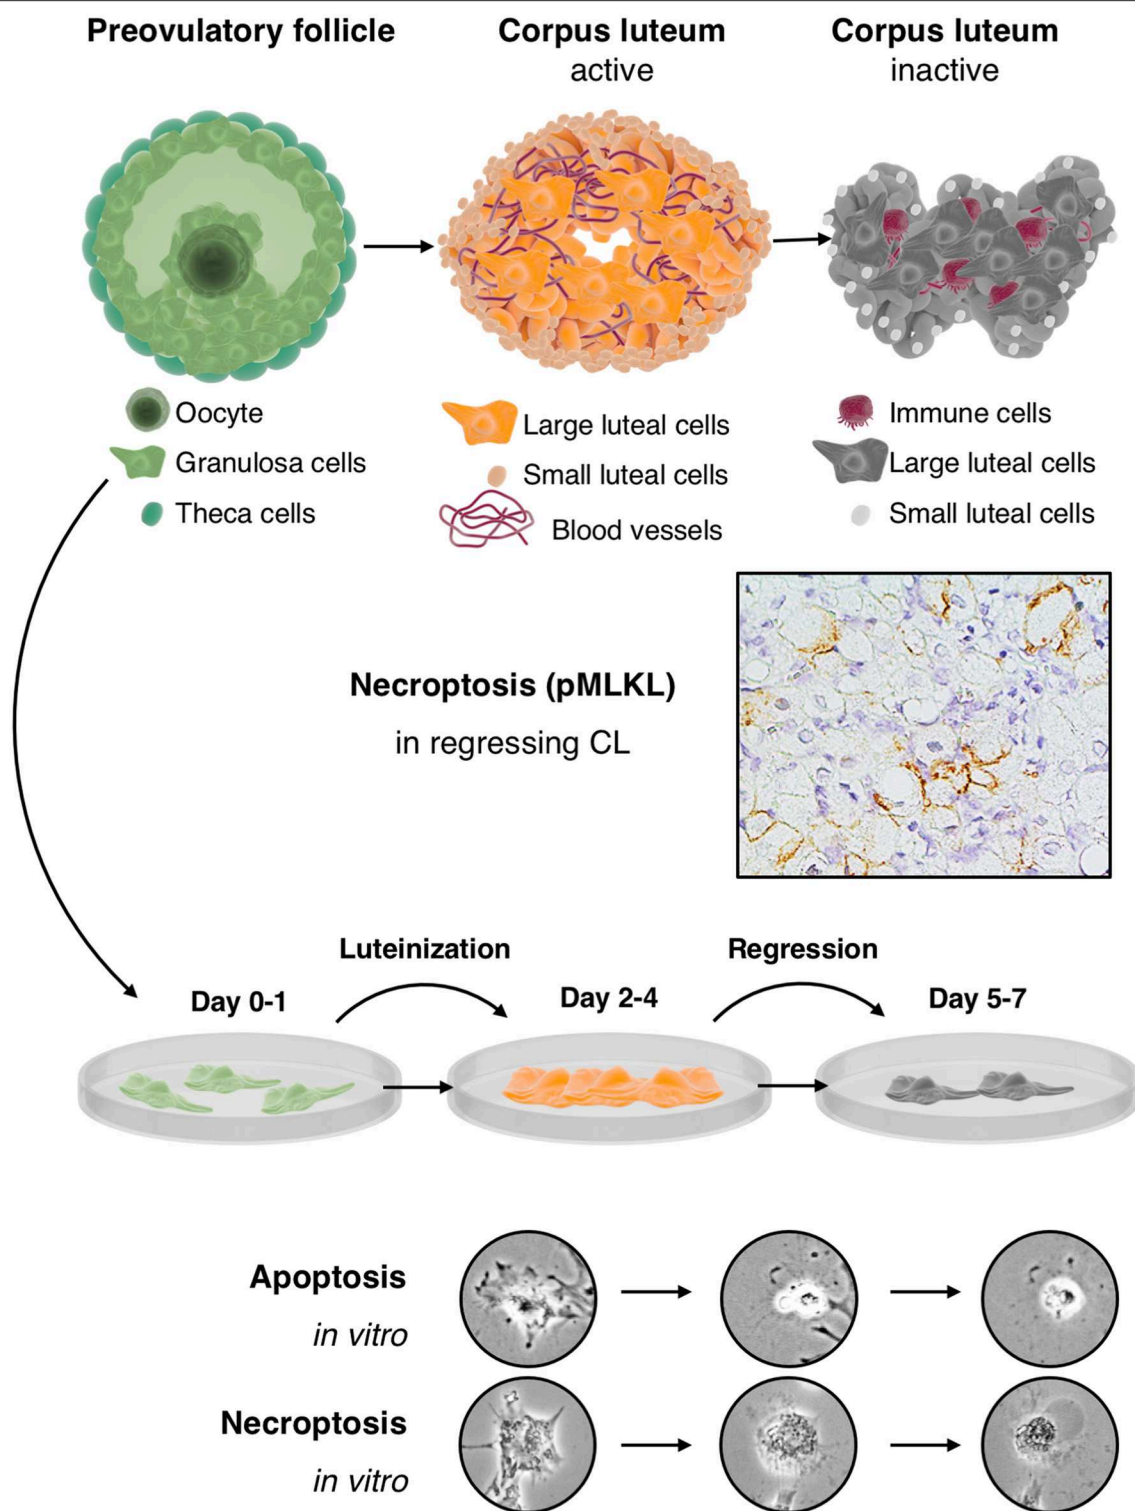 Preovulatory follicle
Corpus luteum
active
Corpus luteum
inactive
Oocyte
Granulosa cells
Theca cells
Large luteal cells
Small luteal cells
Blood vessels
Immune cells
Large luteal cells
Small luteal cells
Necroptosis (pMLKL)
in regressing CL
Luteinization
Regression
Day 0-1
Day 2-4
Day 5-7
Apoptosis
in vitro
Necroptosis
in vitro